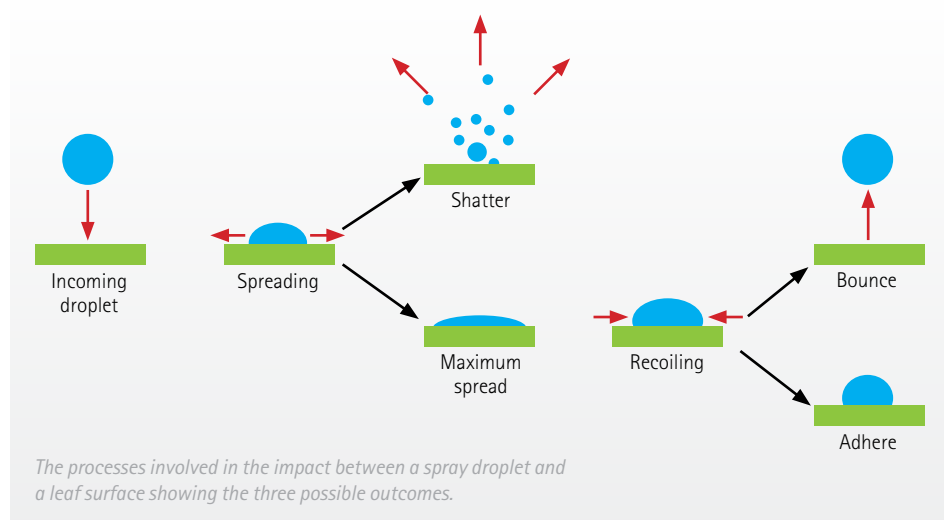 Shatter
Incoming
droplet
Spreading
Bounce
Maximum
spread
Recoiling
Adhere
The processes involved in the impact between a spray droplet and
a leaf surface showing the three possible outcomes.